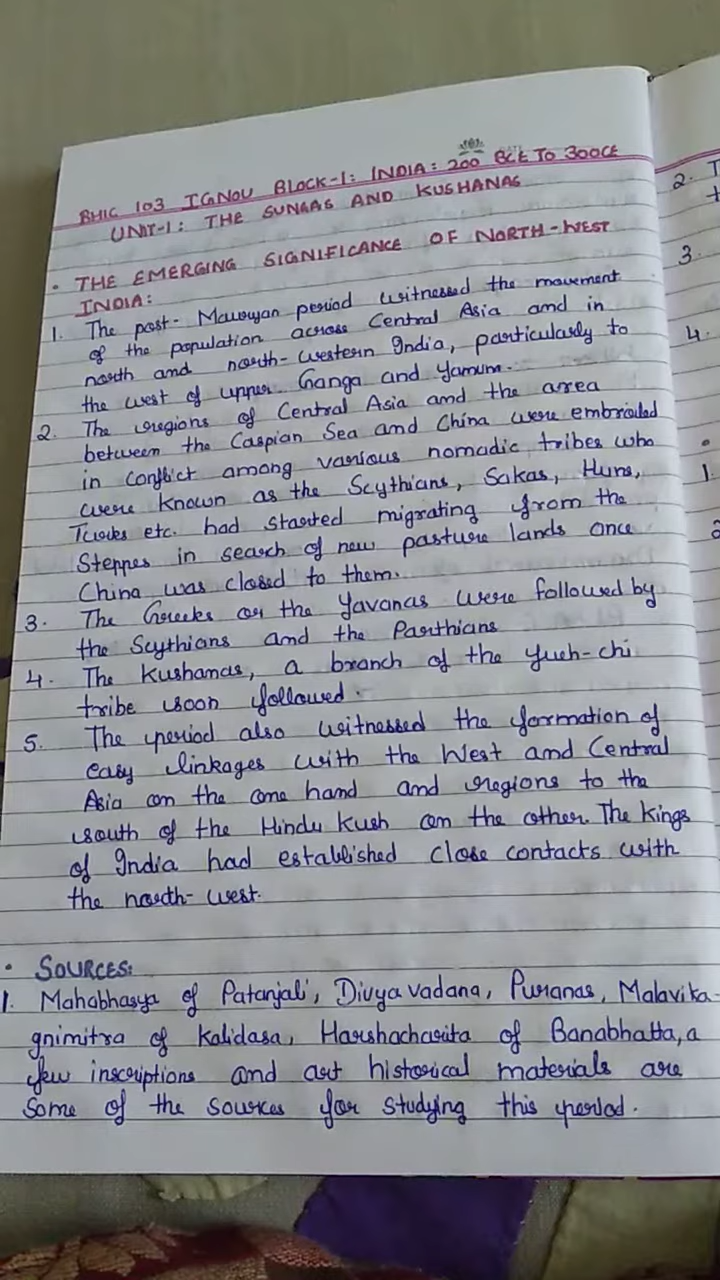 BHIC 103 IGNOU BLOCK-1: INDIA: 200 BCE TO 300CE
UNIT-1: THE SUNGAS AND KUSHANAS
• THE EMERGING SIGNIFICANCE OF NORTH-WEST
INDIA:
1. The post-Mauryan period witnessed the movement
of the population across Central Asia and in
north and north-western India, particularly to
the west of upper Ganga and Yamuna.
2. The regions of Central Asia and the area
between the Caspian Sea and China were embroiled
in conflict among various nomadic tribes who
were known as the Scythians, Sakas, Huns,
Turks etc. had started migrating from the
Steppes in search of new pasture lands once
China was closed to them.
3. The Greeks or the Yavanas were followed by
the Scythians and the Parthians
4. The Kushanas, a branch of the Yueh-chi
tribe soon followed.
5. The period also witnessed the formation of
easy linkages with the West and Central
Asia on the one hand and regions to the
south of the Hindu Kush on the other. The kings
of India had established close contacts with
the north-west.
• SOURCES:
1. Mahabhasya of Patanjali, Divyavadana, Puranas, Malavika-
gnimitra of Kalidasa, Harshacharita of Banabhatta, a
few inscriptions and art historical materials are
some of the sources for studying this period.
2. T
3.
4.
•
1.
2